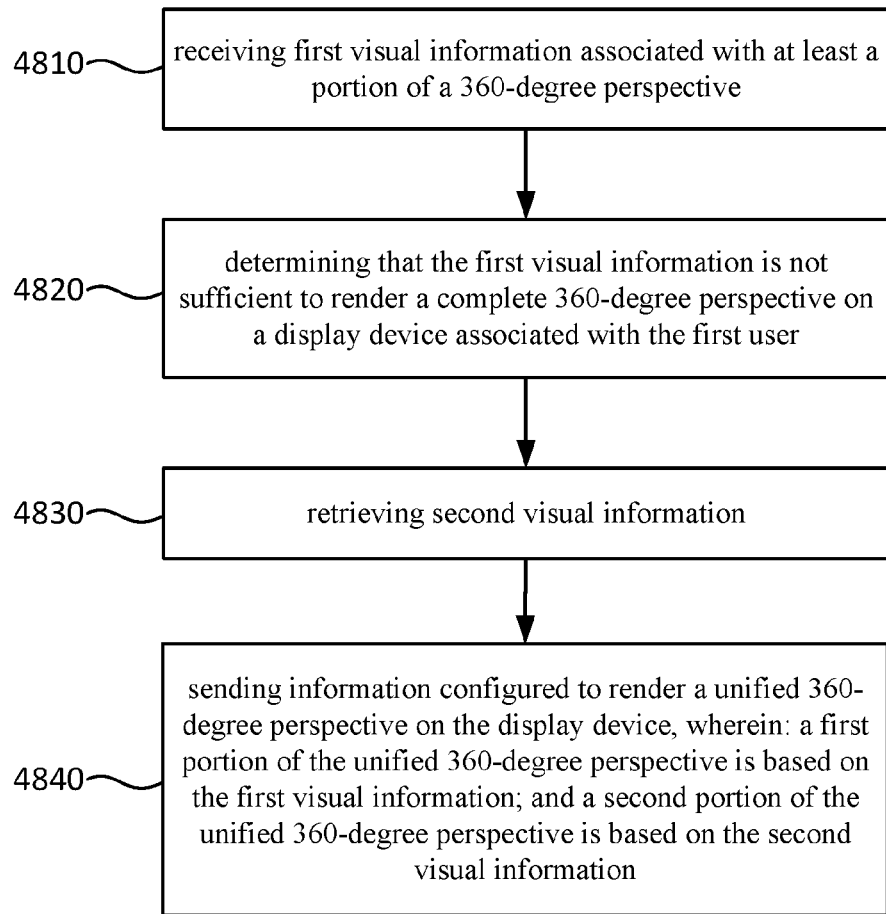 4810
receiving first visual information associated with at least a
portion of a 360-degree perspective
4820
determining that the first visual information is not
sufficient to render a complete 360-degree perspective on
a display device associated with the first user
4830
retrieving second visual information
4840
sending information configured to render a unified 360-
degree perspective on the display device, wherein: a first
portion of the unified 360-degree perspective is based on
the first visual information; and a second portion of the
unified 360-degree perspective is based on the second
visual information